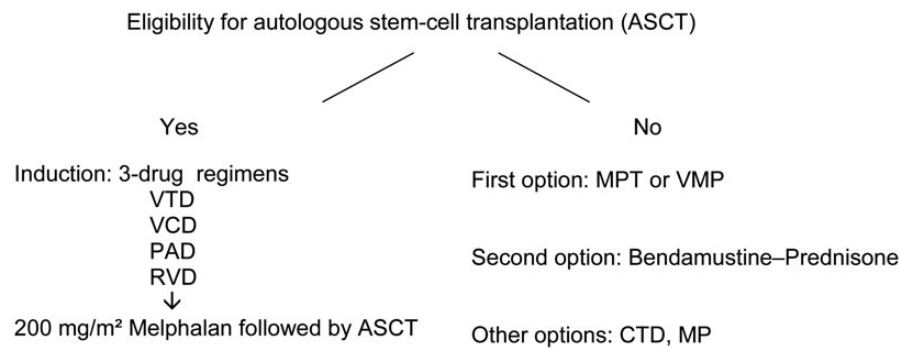 Eligibility for autologous stem-cell transplantation (ASCT)
Yes
Induction: 3-drug regimens
VTD
VCD
PAD
RVD
200 mg/m² Melphalan followed by ASCT
No
First option: MPT or VMP
Second option: Bendamustine–Prednisone
Other options: CTD, MP